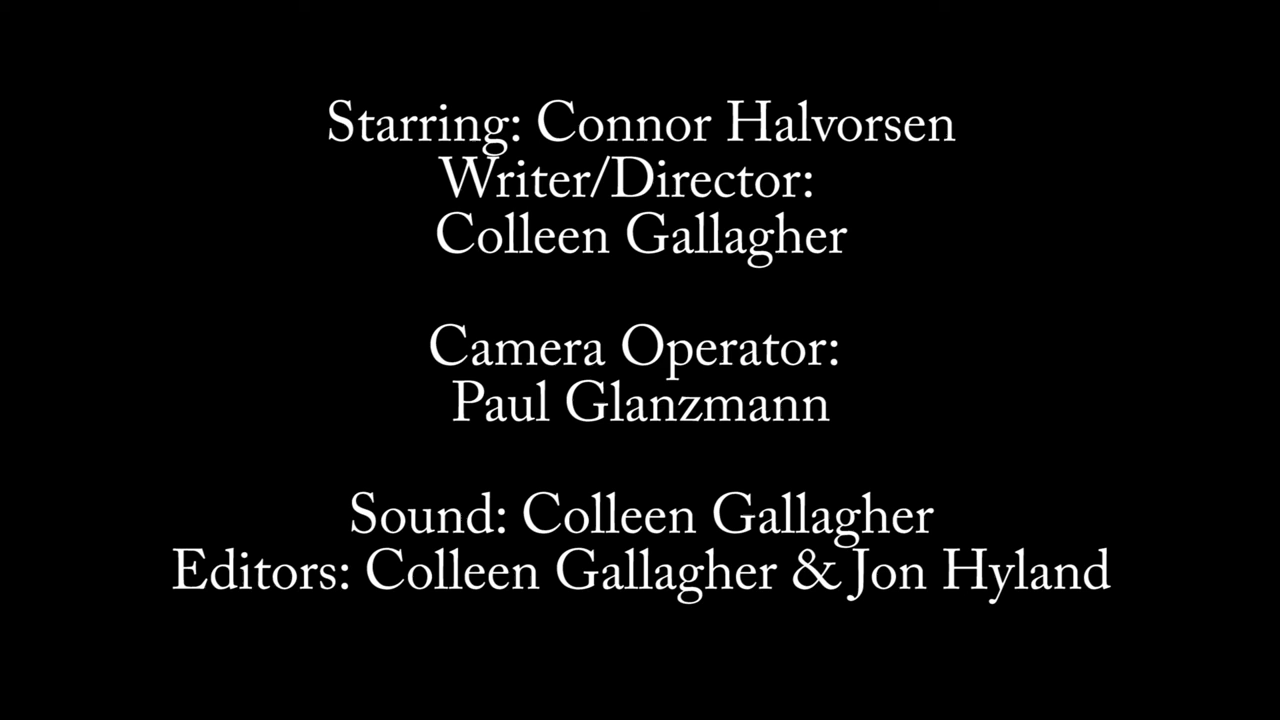 Starring: Connor Halvorsen
Writer/Director:
Colleen Gallagher
Camera Operator:
Paul Glanzmann
Sound: Colleen Gallagher
Editors: Colleen Gallagher & Jon Hyland